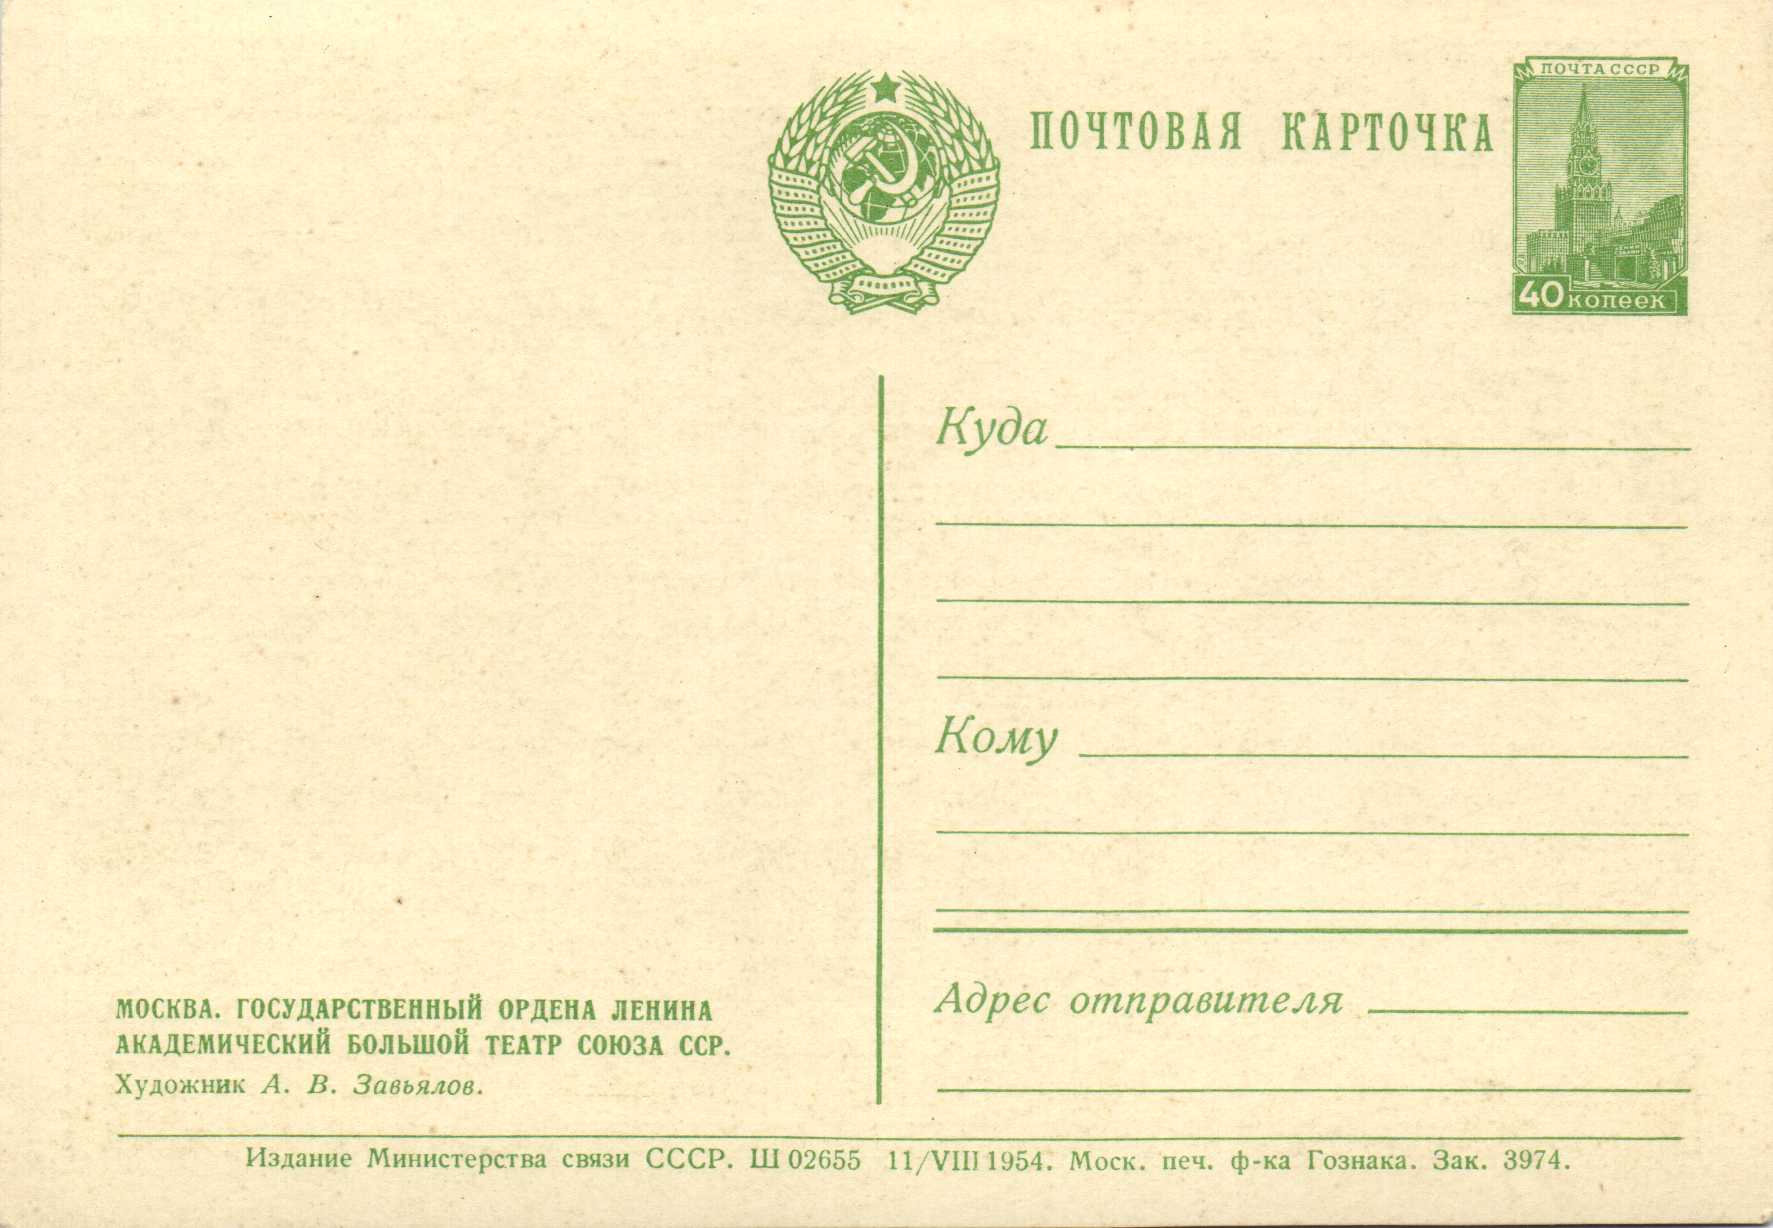 ПОЧТОВАЯ КАРТОЧКА
ПОЧТА СССР
40 КОПЕЕК
Куда
Кому
Адрес отправителя
МОСКВА. ГОСУДАРСТВЕННЫЙ ОРДЕНА ЛЕНИНА
АКАДЕМИЧЕСКИЙ БОЛЬШОЙ ТЕАТР СОЮЗА ССР.
Художник А. В. Завьялов.
Издание Министерства связи СССР. Ш 02655 11/VIII 1954. Моск. печ. ф-ка Гознака. Зак. 3974.